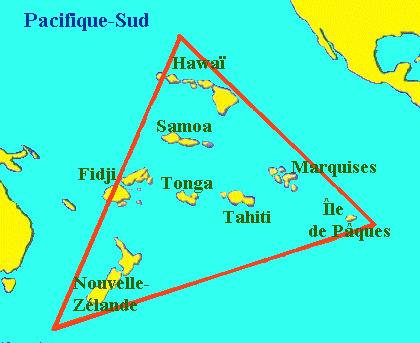 Pacifique-Sud
Hawaï
Samoa
Fidji
Tonga
Marquises
Tahiti
Île
de Pâques
Nouvelle-
Zélande